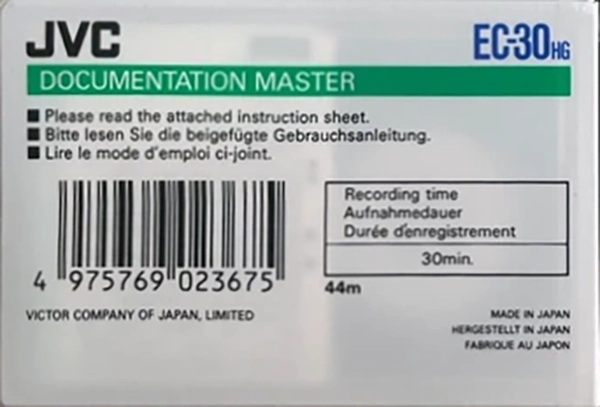 JVC
EC-30HG
DOCUMENTATION MASTER
■ Please read the attached instruction sheet.
■ Bitte lesen Sie die beigefügte Gebrauchsanleitung.
■ Lire le mode d'emploi ci-joint.
Recording time
Aufnahmedauer
Durée d'enregistrement
30min.
4 975769 023675
44m
VICTOR COMPANY OF JAPAN, LIMITED
MADE IN JAPAN
HERGESTELLT IN JAPAN
FABRIQUE AU JAPON